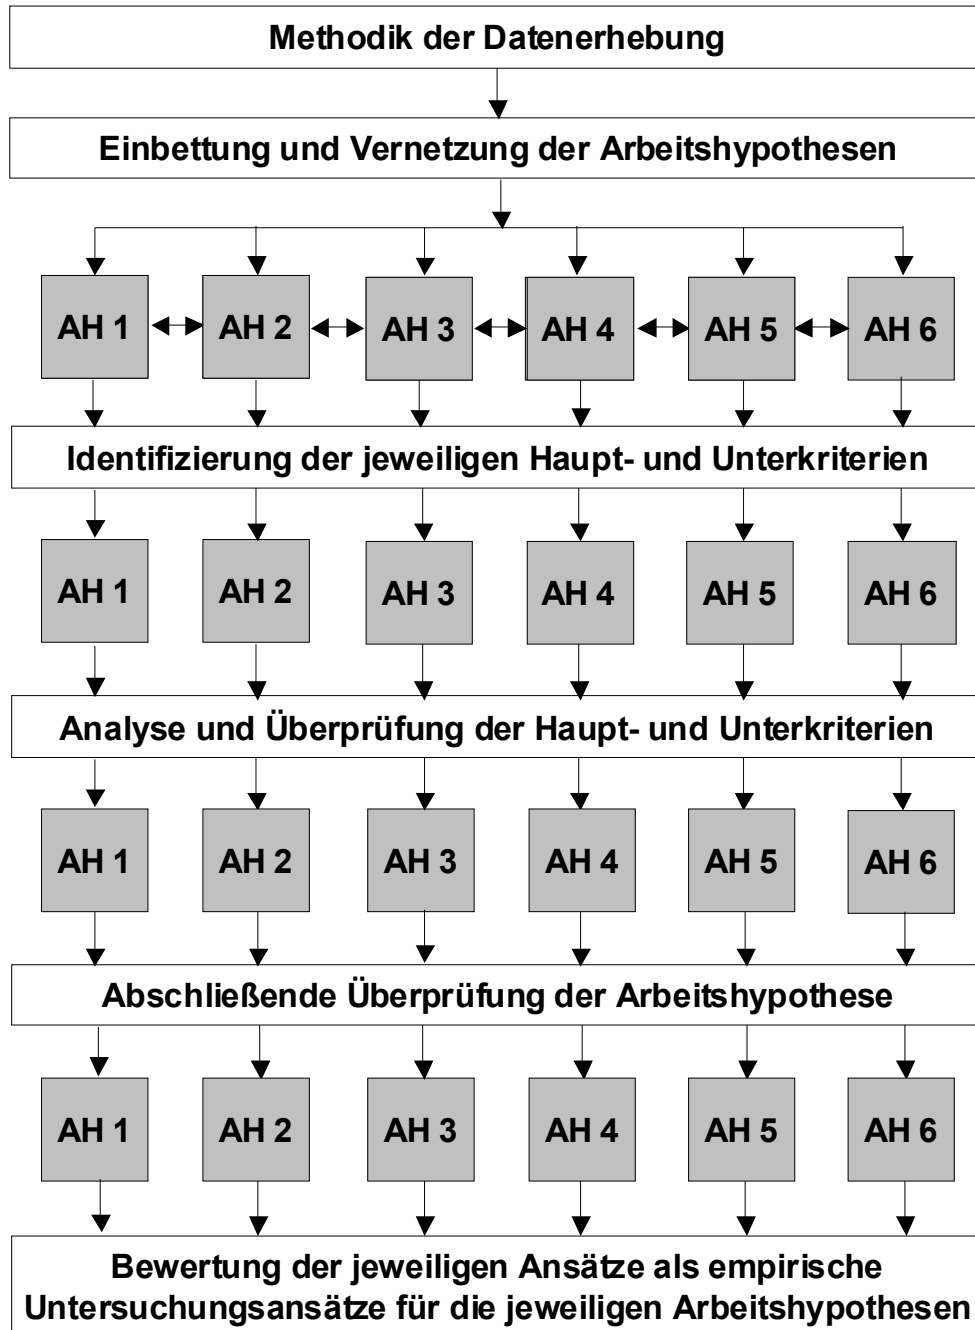 Methodik der Datenerhebung
Einbettung und Vernetzung der Arbeitshypothesen
AH 1 AH 2 AH 3 AH 4 AH 5 AH 6
Identifizierung der jeweiligen Haupt- und Unterkriterien
AH 1 AH 2 AH 3 AH 4 AH 5 AH 6
Analyse und Überprüfung der Haupt- und Unterkriterien
AH 1 AH 2 AH 3 AH 4 AH 5 AH 6
Abschließende Überprüfung der Arbeitshypothese
AH 1 AH 2 AH 3 AH 4 AH 5 AH 6
Bewertung der jeweiligen Ansätze als empirische
Untersuchungsansätze für die jeweiligen Arbeitshypothesen